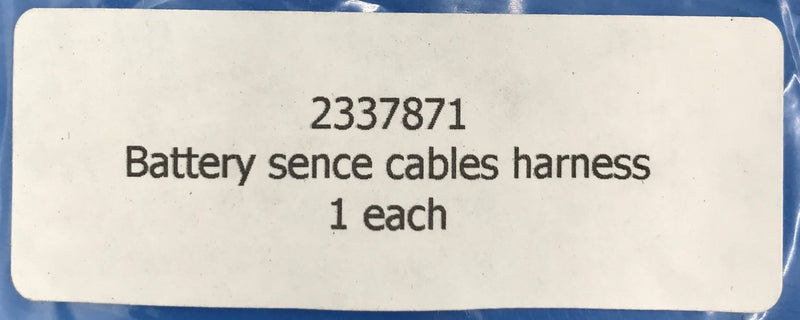 2337871
Battery sence cables harness
1 each